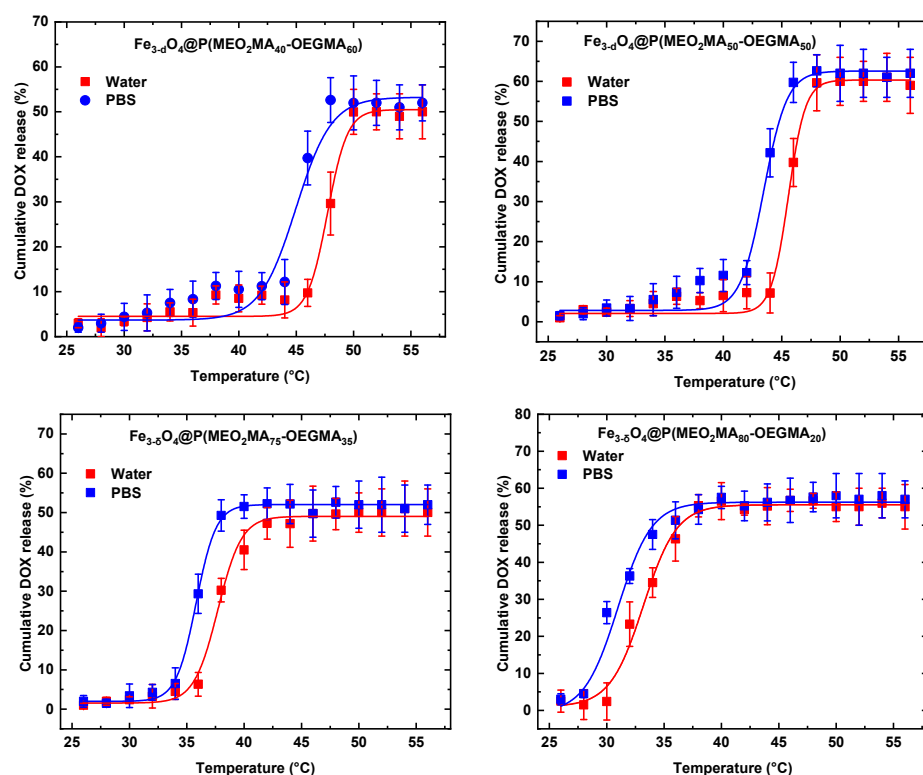 Fe3-dO4@P(MEO2MA40-OEGMA60)
Water
PBS
Cumulative DOX release (%)
70
60
50
40
30
20
10
0
25 30 35 40 45 50 55
Temperature (°C)
Fe3-dO4@P(MEO2MA50-OEGMA50)
Water
PBS
Cumulative DOX release (%)
70
60
50
40
30
20
10
0
25 30 35 40 45 50 55
Temperature (°C)
Fe3-δO4@P(MEO2MA75-OEGMA35)
Water
PBS
Cumulative DOX release (%)
70
60
50
40
30
20
10
0
25 30 35 40 45 50 55
Temperature (°C)
Fe3-δO4@P(MEO2MA80-OEGMA20)
Water
PBS
Cumulative DOX release (%)
80
70
60
50
40
30
20
10
0
25 30 35 40 45 50 55
Temperature (°C)